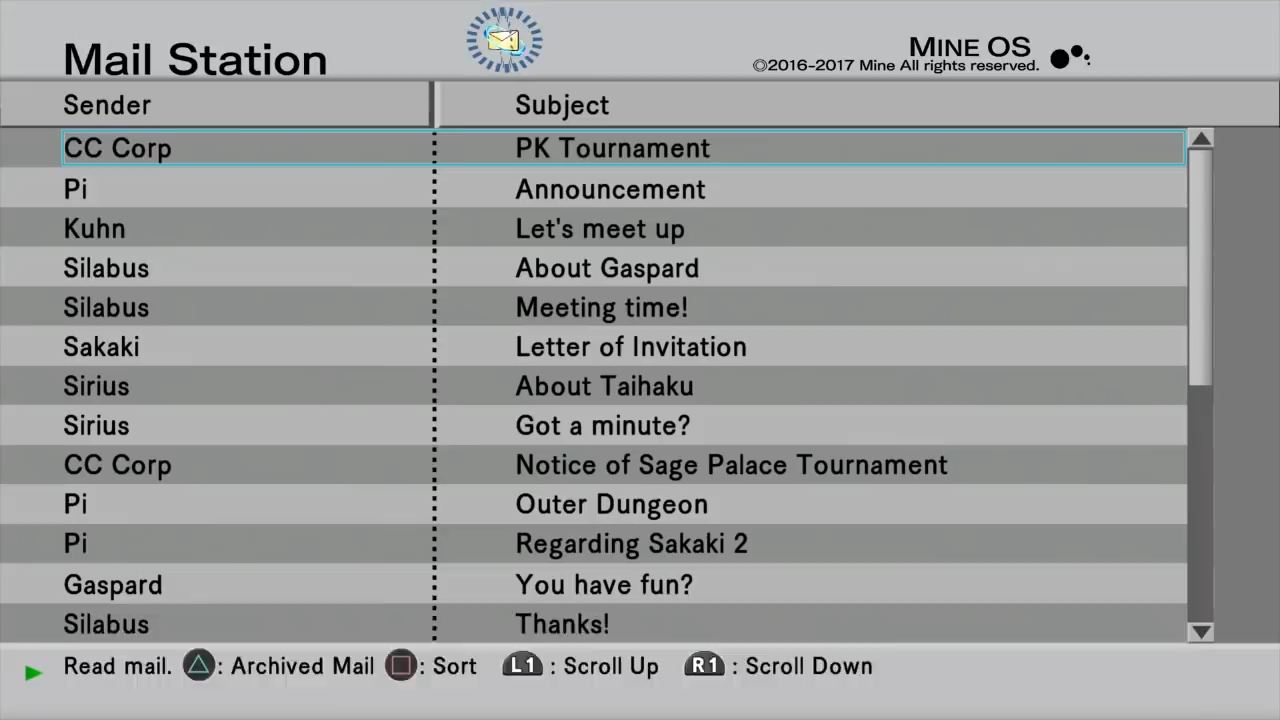 Mail Station
MINE OS
©2016-2017 Mine All rights reserved.
Sender Subject
CC Corp PK Tournament
Pi Announcement
Kuhn Let's meet up
Silabus About Gaspard
Silabus Meeting time!
Sakaki Letter of Invitation
Sirius About Taihaku
Sirius Got a minute?
CC Corp Notice of Sage Palace Tournament
Pi Outer Dungeon
Pi Regarding Sakaki 2
Gaspard You have fun?
Silabus Thanks!
Read mail. : Archived Mail : Sort L1 : Scroll Up R1 : Scroll Down